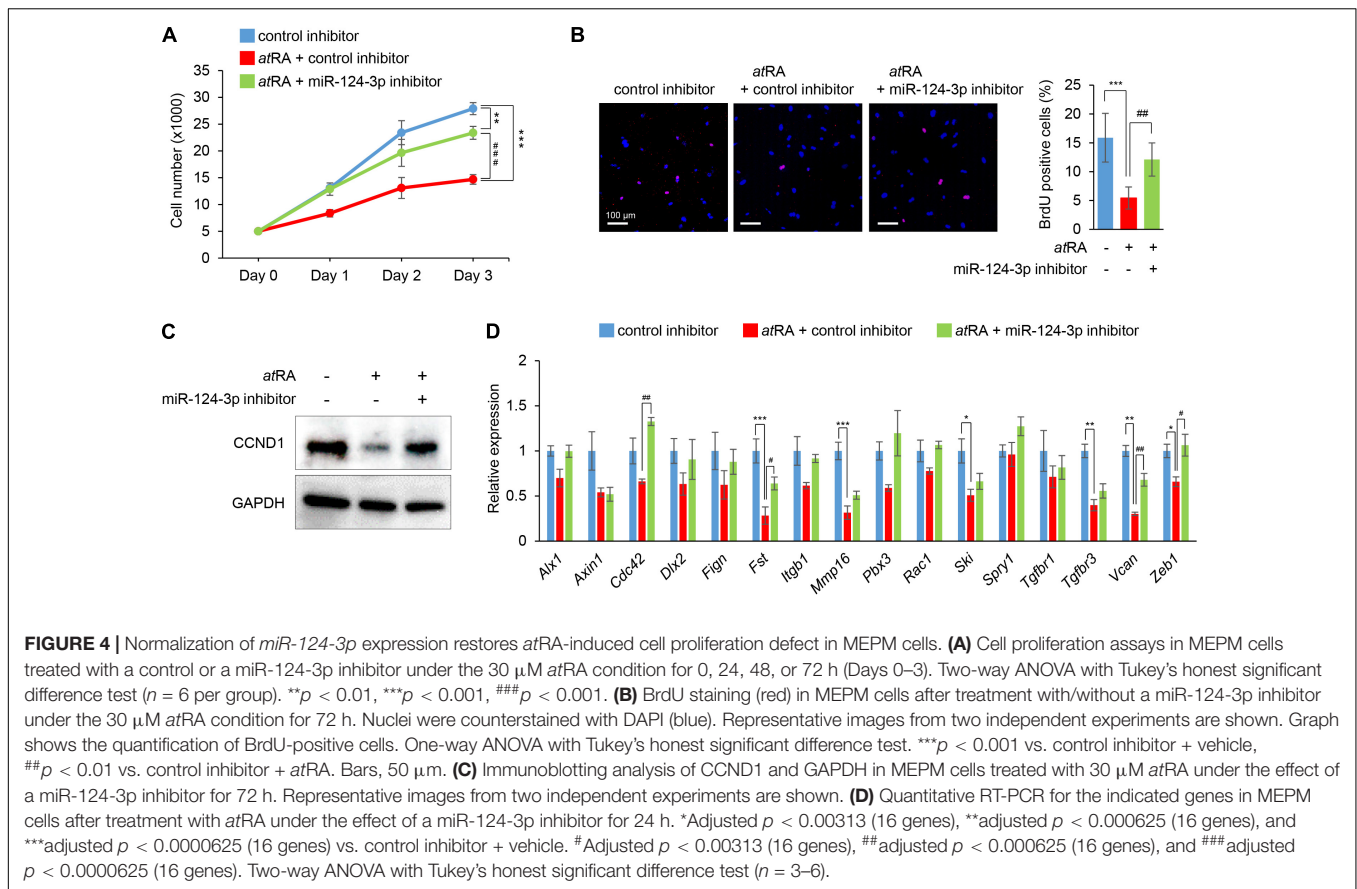 A
control inhibitor
atRA + control inhibitor
atRA + miR-124-3p inhibitor
Cell number (x1000)
35
30
25
20
15
10
5
0
Day 0 Day 1 Day 2 Day 3
**
###
***
B
control inhibitor
atRA
+ control inhibitor
atRA
+ miR-124-3p inhibitor
100 µm
BrdU positive cells (%)
25
20
15
10
5
0
***
##
atRA - + +
miR-124-3p inhibitor - - +
C
atRA - + +
miR-124-3p inhibitor - - +
CCND1
GAPDH
D
control inhibitor atRA + control inhibitor atRA + miR-124-3p inhibitor
Relative expression
2
1.5
1
0.5
0
## *** # *** * ** ** ## * #
Alx1 Axin1 Cdc42 Dlx2 Fign Fst Itgb1 Mmp16 Pbx3 Rac1 Ski Spry1 Tgfbr1 Tgfbr3 Vcan Zeb1
FIGURE 4 | Normalization of miR-124-3p expression restores atRA-induced cell proliferation defect in MEPM cells. (A) Cell proliferation assays in MEPM cells
treated with a control or a miR-124-3p inhibitor under the 30 µM atRA condition for 0, 24, 48, or 72 h (Days 0–3). Two-way ANOVA with Tukey's honest significant
difference test (n = 6 per group). **p < 0.01, ***p < 0.001, ###p < 0.001. (B) BrdU staining (red) in MEPM cells after treatment with/without a miR-124-3p inhibitor
under the 30 µM atRA condition for 72 h. Nuclei were counterstained with DAPI (blue). Representative images from two independent experiments are shown. Graph
shows the quantification of BrdU-positive cells. One-way ANOVA with Tukey's honest significant difference test. ***p < 0.001 vs. control inhibitor + vehicle,
##p < 0.01 vs. control inhibitor + atRA. Bars, 50 µm. (C) Immunoblotting analysis of CCND1 and GAPDH in MEPM cells treated with 30 µM atRA under the effect of
a miR-124-3p inhibitor for 72 h. Representative images from two independent experiments are shown. (D) Quantitative RT-PCR for the indicated genes in MEPM
cells after treatment with atRA under the effect of a miR-124-3p inhibitor for 24 h. *Adjusted p < 0.00313 (16 genes), **adjusted p < 0.000625 (16 genes), and
***adjusted p < 0.0000625 (16 genes) vs. control inhibitor + vehicle. #Adjusted p < 0.00313 (16 genes), ##adjusted p < 0.000625 (16 genes), and ###adjusted
p < 0.0000625 (16 genes). Two-way ANOVA with Tukey's honest significant difference test (n = 3–6).